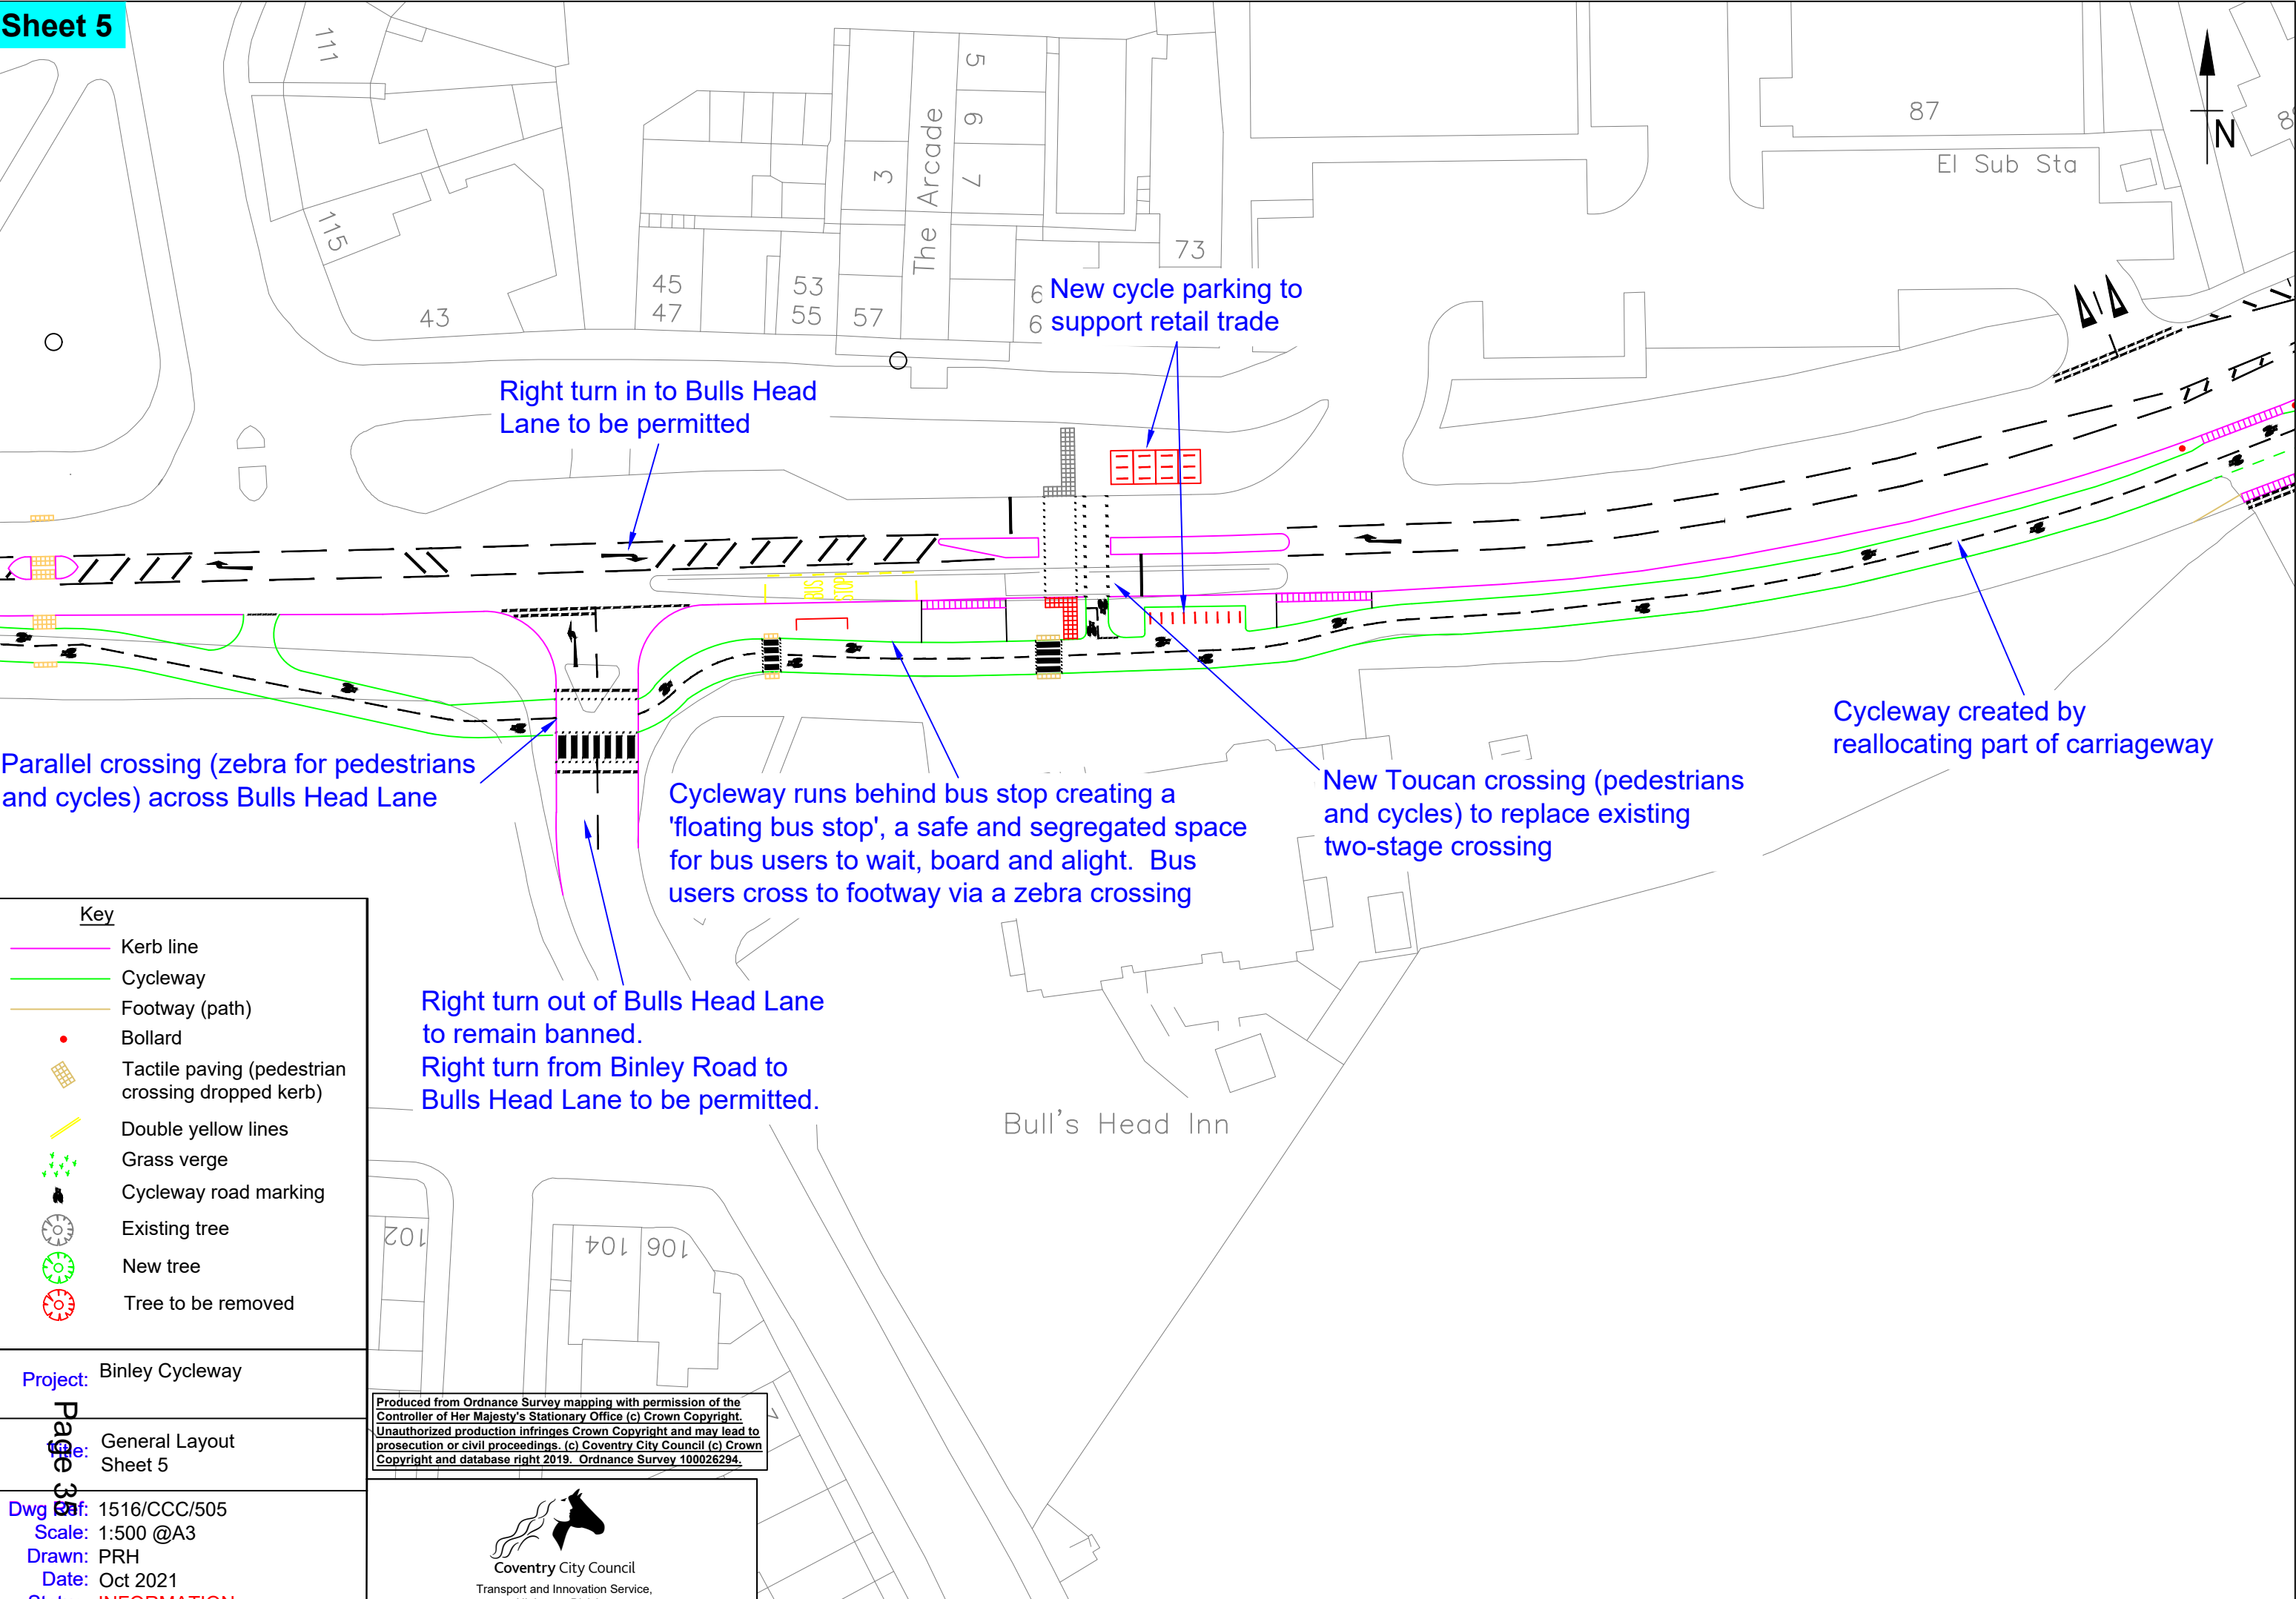 Sheet 5
111
115
43
45
47
53
55
57
3
The Arcade
5
6
7
73
87
El Sub Sta
N
New cycle parking to
support retail trade
Right turn in to Bulls Head
Lane to be permitted
BUS
STOP
Parallel crossing (zebra for pedestrians
and cycles) across Bulls Head Lane
Cycleway runs behind bus stop creating a
'floating bus stop', a safe and segregated space
for bus users to wait, board and alight.  Bus
users cross to footway via a zebra crossing
New Toucan crossing (pedestrians
and cycles) to replace existing
two-stage crossing
Cycleway created by
reallocating part of carriageway
Right turn out of Bulls Head Lane
to remain banned.
Right turn from Binley Road to
Bulls Head Lane to be permitted.
Bull's Head Inn
102
104
106
Key
Kerb line
Cycleway
Footway (path)
Bollard
Tactile paving (pedestrian
crossing dropped kerb)
Double yellow lines
Grass verge
Cycleway road marking
Existing tree
New tree
Tree to be removed
Project: Binley Cycleway
Title: General Layout
Sheet 5
Dwg Ref: 1516/CCC/505
Scale: 1:500 @A3
Drawn: PRH
Date: Oct 2021
Page
Produced from Ordnance Survey mapping with permission of the
Controller of Her Majesty's Stationary Office (c) Crown Copyright.
Unauthorized production infringes Crown Copyright and may lead to
prosecution or civil proceedings. (c) Coventry City Council (c) Crown
Copyright and database right 2019.  Ordnance Survey 100026294.
Coventry City Council
Transport and Innovation Service,